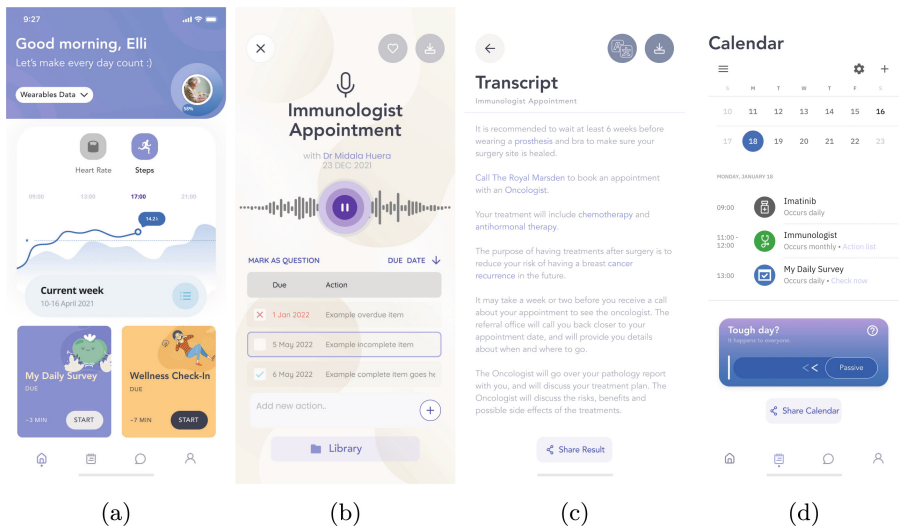 9:27
Good morning, Elli
Let's make every day count :)
Wearables Data
58%
Heart Rate
Steps
09:00
13:00
17:00
21:00
14.2k
Current week
10-16 April 2021
My Daily Survey
DUE
~3 MIN
START
Wellness Check-In
DUE
~7 MIN
START
(a)
Immunologist
Appointment
with Dr Midala Huera
23 DEC 2021
MARK AS QUESTION
DUE DATE
Due
Action
1 Jan 2022
Example overdue item
5 May 2022
Example incomplete item
6 May 2022
Example complete item goes he
Add new action..
Library
(b)
Transcript
Immunologist Appointment
It is recommended to wait at least 6 weeks before
wearing a prosthesis and bra to make sure your
surgery site is healed.
Call The Royal Marsden to book an appointment
with an Oncologist.
Your treatment will include chemotherapy and
antihormonal therapy.
The purpose of having treatments after surgery is to
reduce your risk of having a breast cancer
recurrence in the future.
It may take a week or two before you receive a call
about your appointment to see the oncologist. The
referral office will call you back closer to your
appointment date, and will provide you details
about when and where to go.
The Oncologist will go over your pathology report
with you, and will discuss your treatment plan. The
Oncologist will discuss the risks, benefits and
possible side effects of the treatments.
Share Result
(c)
Calendar
S M T W T F S
10 11 12 13 14 15 16
17 18 19 20 21 22 23
MONDAY, JANUARY 18
09:00
Imatinib
Occurs daily
11:00 -
12:00
Immunologist
Occurs monthly • Action list
13:00
My Daily Survey
Occurs daily • Check now
Tough day?
It happens to everyone
<< Passive
Share Calendar
(d)